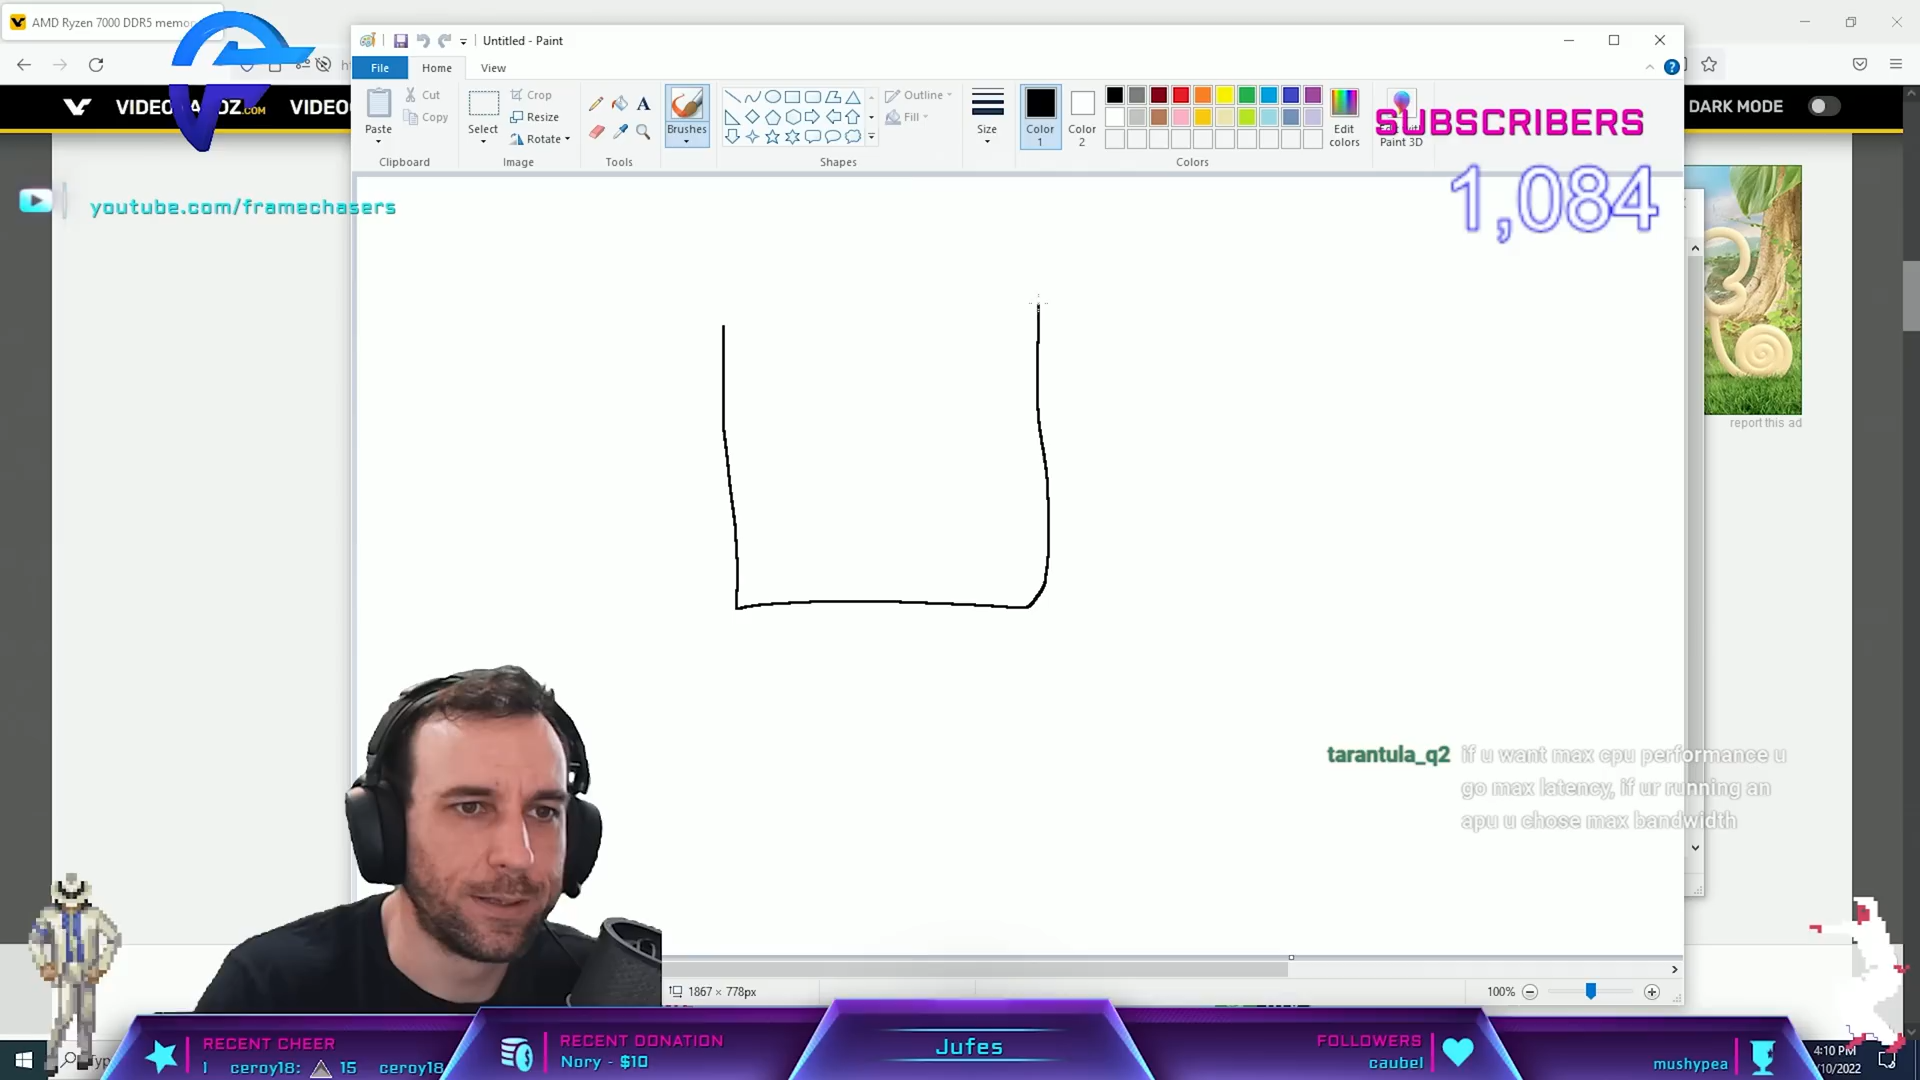 AMD Ryzen 7000 DDR5 memo
Untitled - Paint
File
Home
View
Paste
Cut
Copy
Clipboard
Select
Crop
Resize
Rotate
Image
Tools
Brushes
Outline
Fill
Shapes
Size
Color
1
Color
2
Edit
colors
Paint 3D
Colors
SUBSCRIBERS
1,084
DARK MODE
youtube.com/framechasers
report this ad
tarantula_q2 if u want max cpu performance u
go max latency, if ur running an
apu u chose max bandwidth
1867 × 778px
100%
RECENT CHEER
ceroy18: 15 ceroy18
RECENT DONATION
Nory - $10
Jufes
FOLLOWERS
caubel
mushypea
4:10 PM
/10/2022